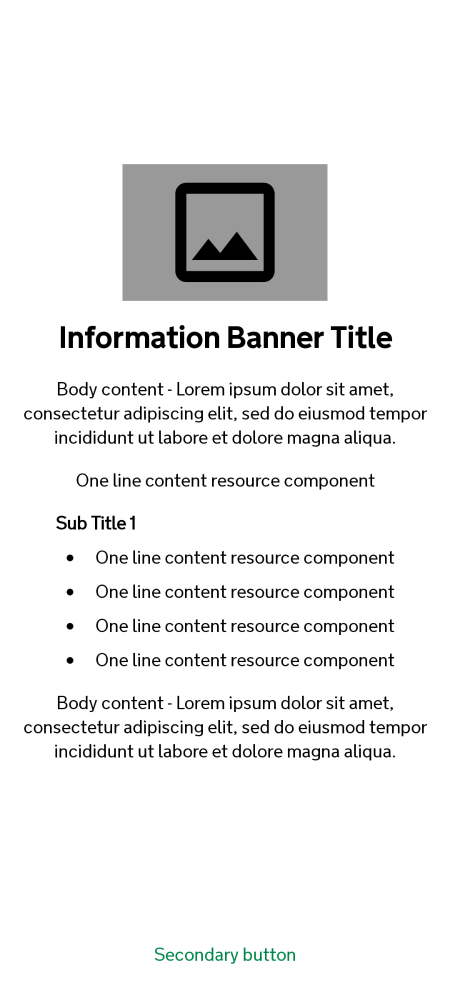 Information Banner Title
Body content - Lorem ipsum dolor sit amet,
consectetur adipiscing elit, sed do eiusmod tempor
incididunt ut labore et dolore magna aliqua.
One line content resource component
Sub Title 1
• One line content resource component
• One line content resource component
• One line content resource component
• One line content resource component
Body content - Lorem ipsum dolor sit amet,
consectetur adipiscing elit, sed do eiusmod tempor
incididunt ut labore et dolore magna aliqua.
Secondary button